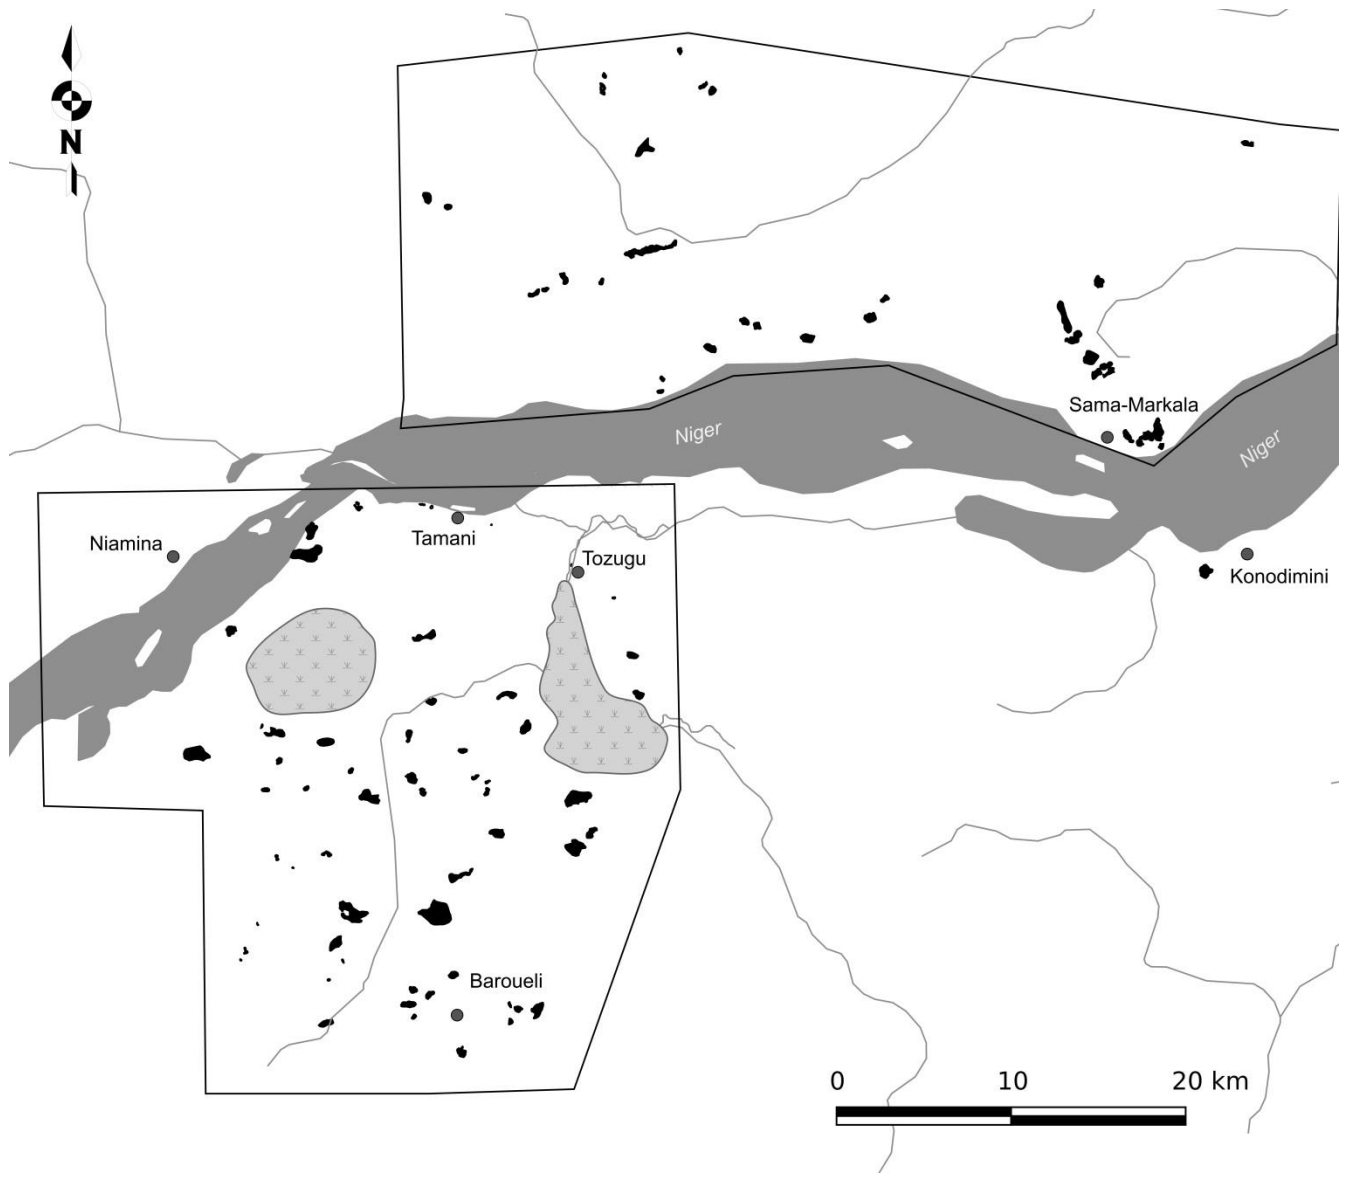 N
Sama-Markala
Niger
Niger
Niamina
Tamani
Tozugu
Konodimini
Baroueli
0 10 20 km